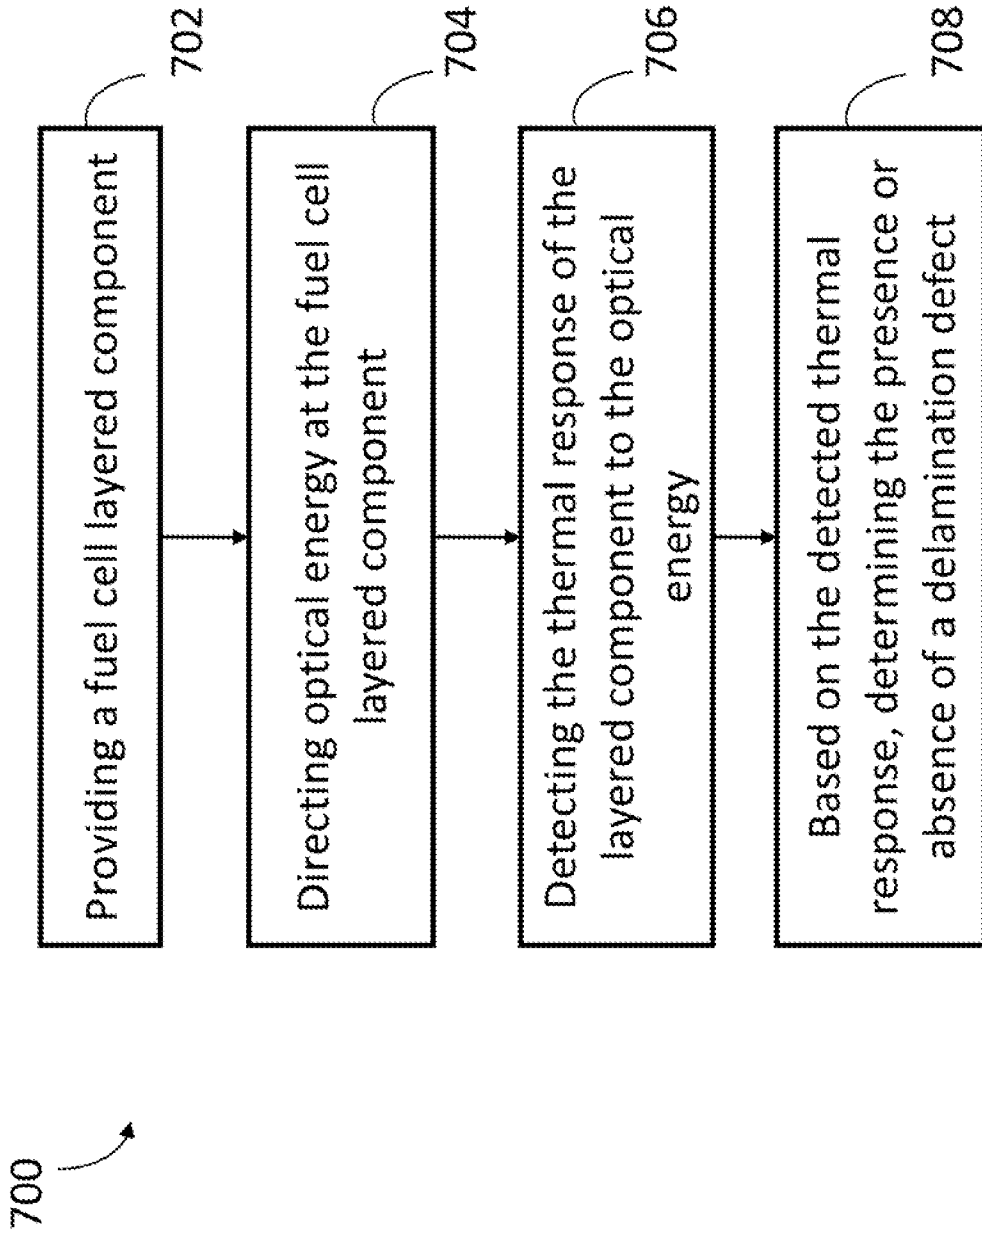 700
702
Providing a fuel cell layered component
704
Directing optical energy at the fuel cell
layered component
706
Detecting the thermal response of the
layered component to the optical
energy
708
Based on the detected thermal
response, determining the presence or
absence of a delamination defect